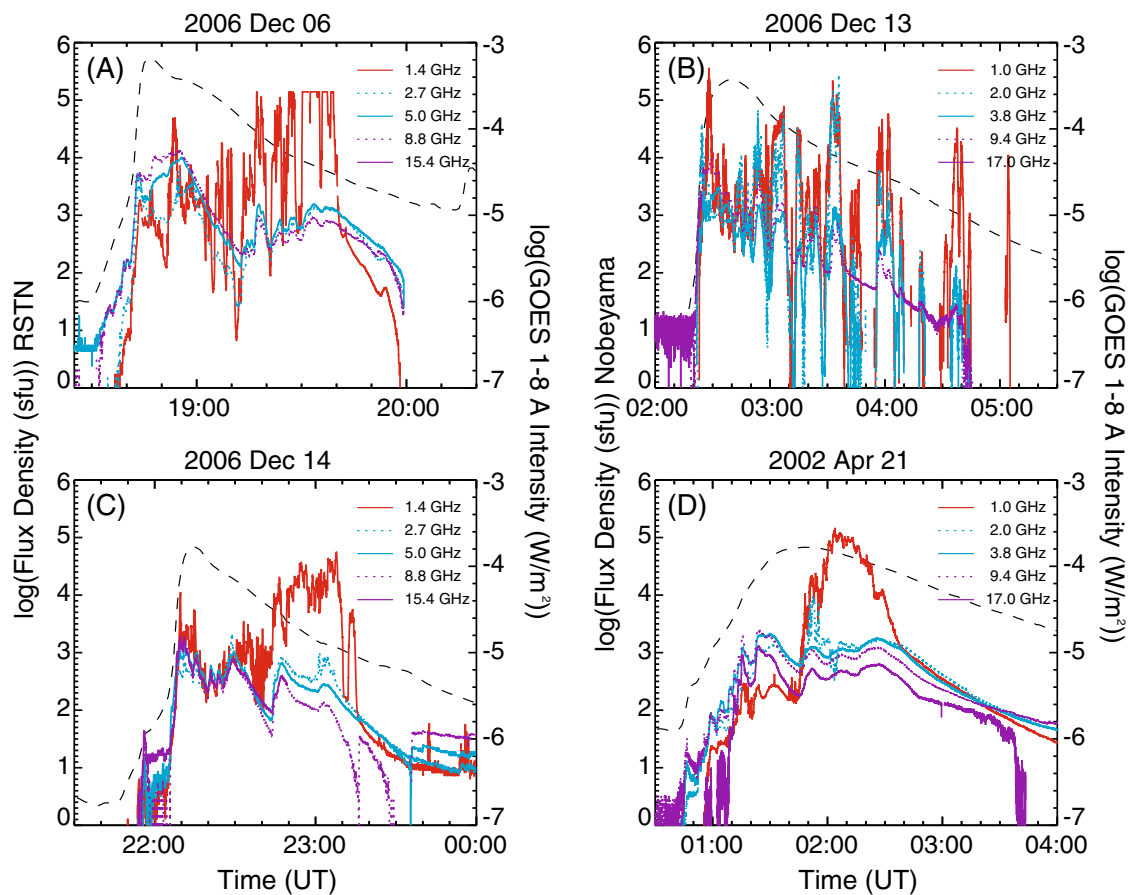 2006 Dec 06
(A)
1.4 GHz
2.7 GHz
5.0 GHz
8.8 GHz
15.4 GHz
6
5
4
3
2
1
0
-3
-4
-5
-6
-7
19:00
20:00
2006 Dec 13
(B)
1.0 GHz
2.0 GHz
3.8 GHz
9.4 GHz
17.0 GHz
6
5
4
3
2
1
0
-3
-4
-5
-6
-7
02:00
03:00
04:00
05:00
log(Flux Density (sfu)) RSTN
log(GOES 1-8 A Intensity (W/m²))
log(Flux Density (sfu)) Nobeyama
log(GOES 1-8 A Intensity (W/m²))
2006 Dec 14
(C)
1.4 GHz
2.7 GHz
5.0 GHz
8.8 GHz
15.4 GHz
6
5
4
3
2
1
0
-3
-4
-5
-6
-7
22:00
23:00
00:00
Time (UT)
2002 Apr 21
(D)
1.0 GHz
2.0 GHz
3.8 GHz
9.4 GHz
17.0 GHz
6
5
4
3
2
1
0
-3
-4
-5
-6
-7
01:00
02:00
03:00
04:00
Time (UT)